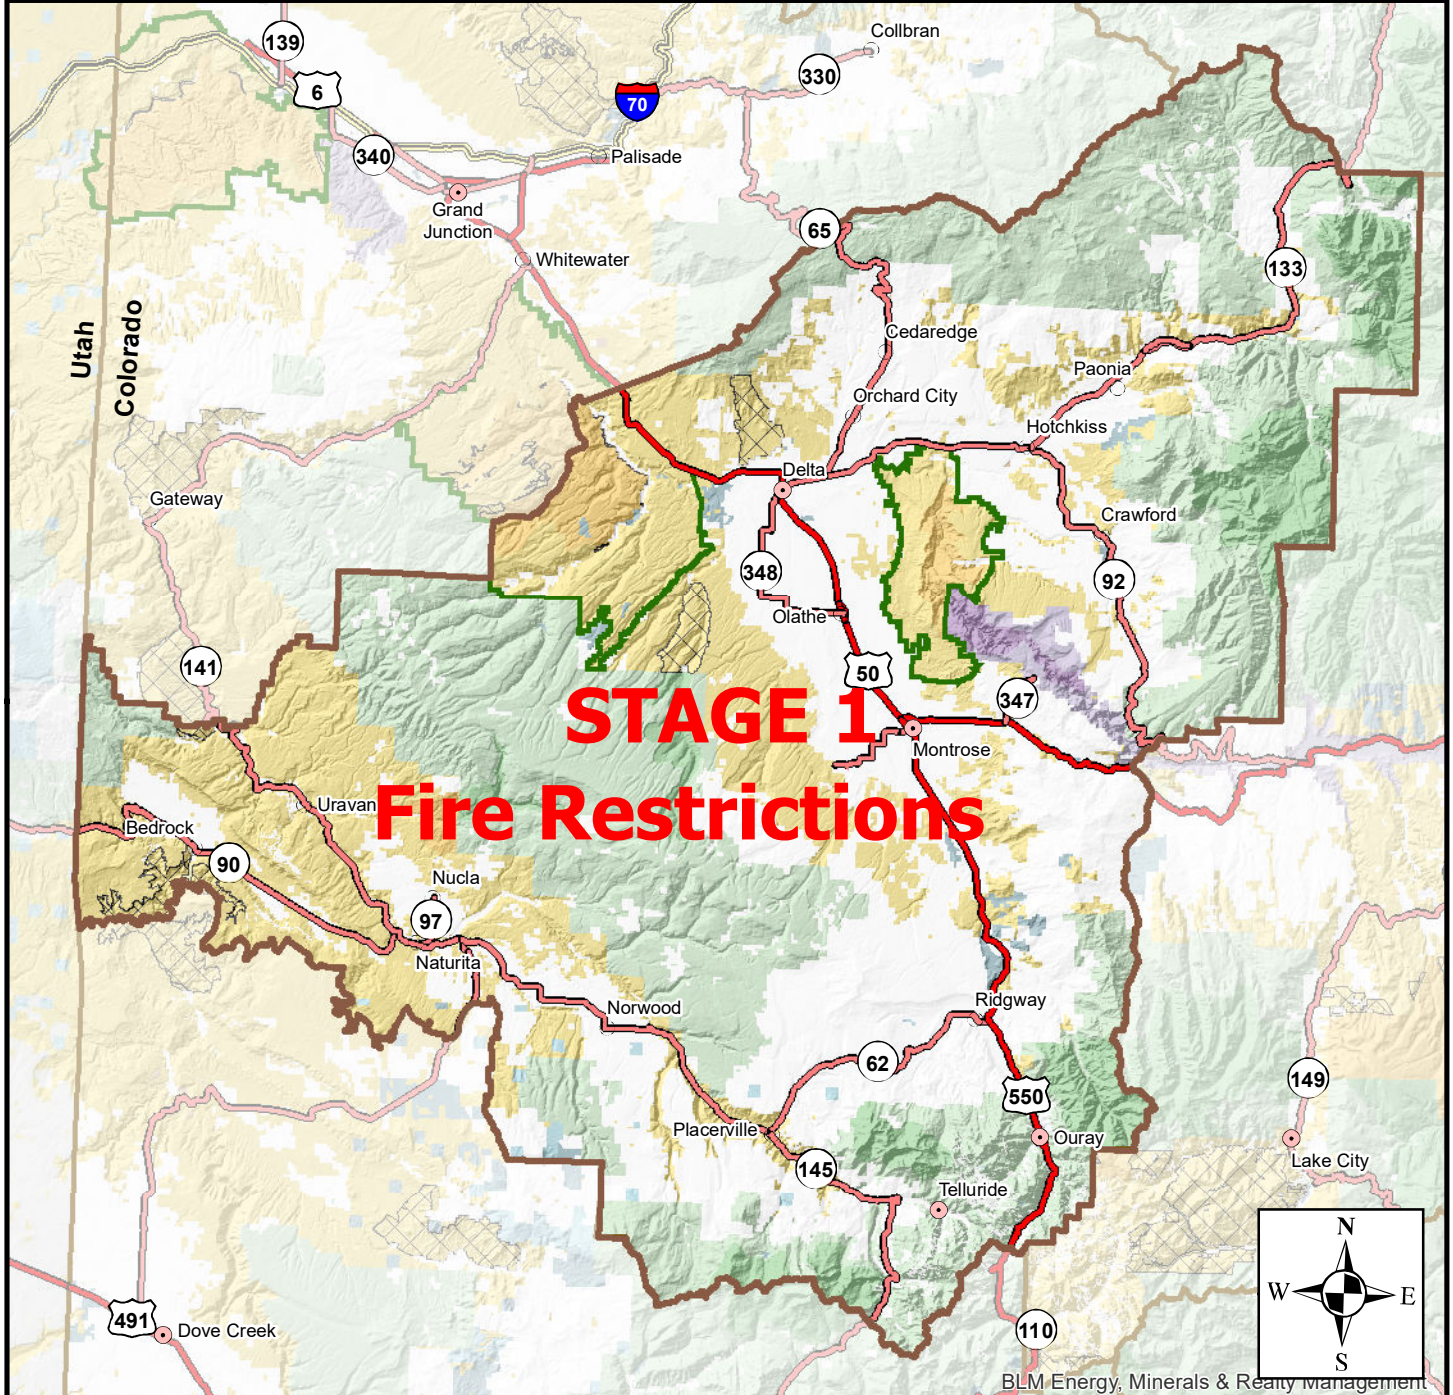 139
Collbran
330
6
70
340
Palisade
Grand
Junction
65
Whitewater
133
Utah
Colorado
Cedaredge
Paonia
Orchard City
Hotchkiss
Delta
Gateway
Crawford
348
92
Olathe
141
50
347
STAGE 1
Montrose
Fire Restrictions
Uravan
Bedrock
90
Nucla
97
Naturita
Ridgway
Norwood
62
149
550
Placerville
Ouray
145
Lake City
Telluride
N
W
E
S
491
Dove Creek
110
BLM Energy, Minerals & Realty Management